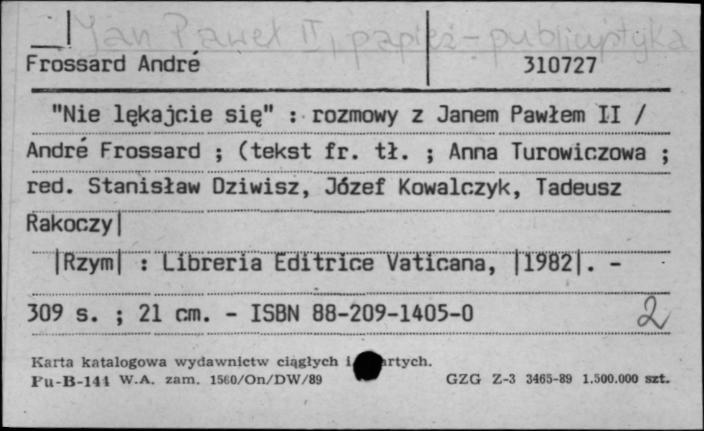 Jan Paweł II, papież - publicystyka
Frossard André 310727
"Nie lękajcie się" : rozmowy z Janem Pawłem II /
André Frossard ; (tekst fr. tł. ; Anna Turowiczowa ;
red. Stanisław Dziwisz, Józef Kowalczyk, Tadeusz
Rakoczy|
|Rzym| : Libreria Editrice Vaticana, |1982|. -
309 s. ; 21 cm. - ISBN 88-209-1405-0 2
Karta katalogowa wydawnictw ciągłych i
Pu-B-144 W.A. zam. 1560/On/DW/89 GZG Z-3 3465-89 1.500.000 szt.